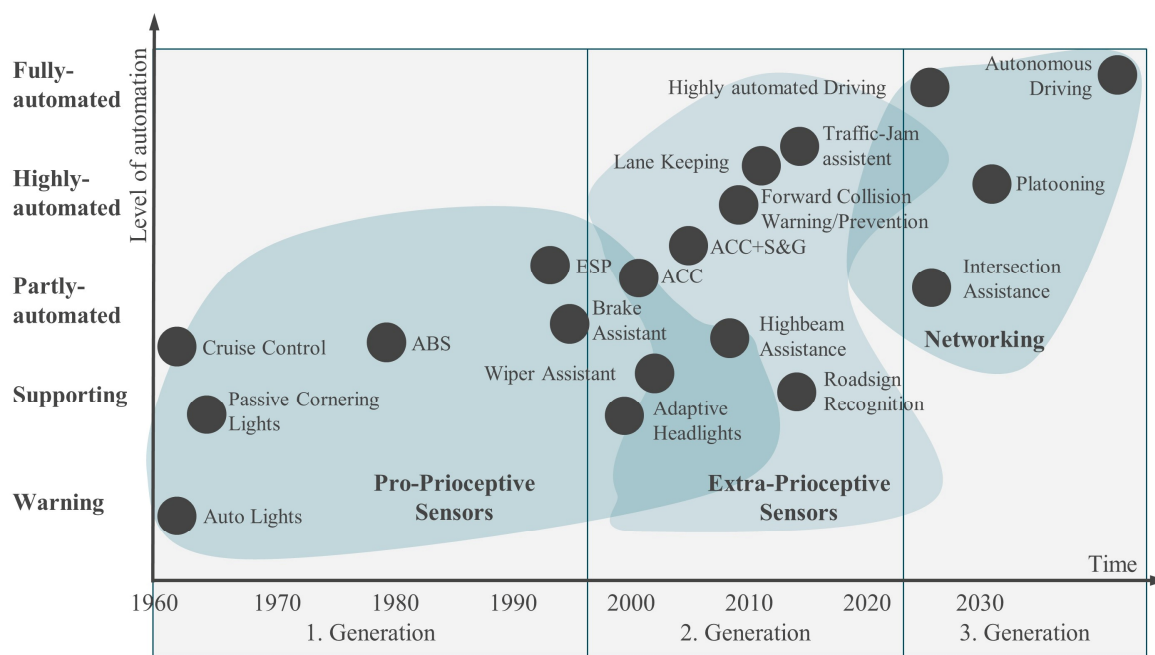 Fully-
automated
Highly-
automated
Partly-
automated
Supporting
Warning
Level of automation
Highly automated Driving
Autonomous
Driving
Traffic-Jam
assistent
Lane Keeping
Platooning
Forward Collision
Warning/Prevention
ACC+S&G
ESP
ACC
Intersection
Assistance
Brake
Assistant
Highbeam
Assistance
Networking
Cruise Control
ABS
Wiper Assistant
Roadsign
Recognition
Passive Cornering
Lights
Adaptive
Headlights
Pro-Prioceptive
Sensors
Extra-Prioceptive
Sensors
Auto Lights
Time
1960 1970 1980 1990 2000 2010 2020 2030
1. Generation 2. Generation 3. Generation